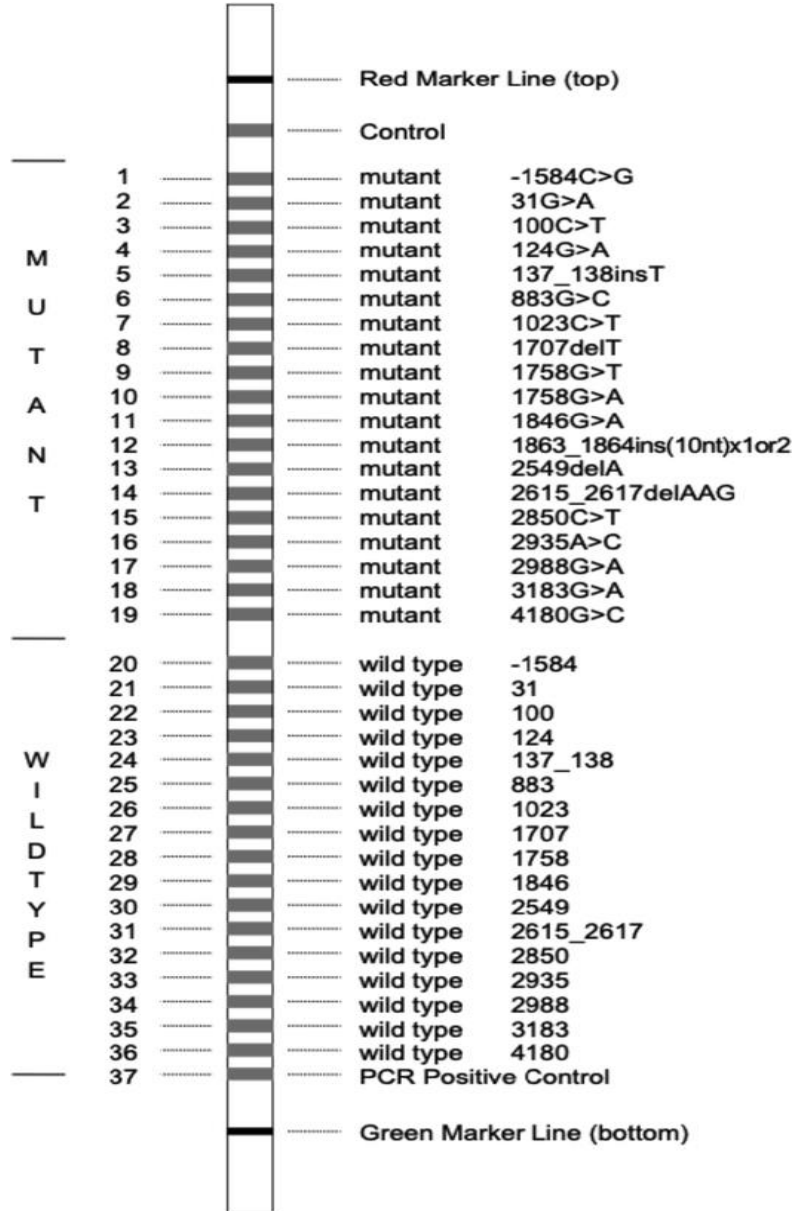 Red Marker Line (top)
Control
1 mutant -1584C>G
2 mutant 31G>A
3 mutant 100C>T
4 mutant 124G>A
5 mutant 137_138insT
6 mutant 883G>C
7 mutant 1023C>T
8 mutant 1707delT
9 mutant 1758G>T
10 mutant 1758G>A
11 mutant 1846G>A
12 mutant 1863_1864ins(10nt)x1or2
13 mutant 2549delA
14 mutant 2615_2617delAAG
15 mutant 2850C>T
16 mutant 2935A>C
17 mutant 2988G>A
18 mutant 3183G>A
19 mutant 4180G>C
MUTANT
20 wild type -1584
21 wild type 31
22 wild type 100
23 wild type 124
24 wild type 137_138
25 wild type 883
26 wild type 1023
27 wild type 1707
28 wild type 1758
29 wild type 1846
30 wild type 2549
31 wild type 2615_2617
32 wild type 2850
33 wild type 2935
34 wild type 2988
35 wild type 3183
36 wild type 4180
WILDTYPE
37 PCR Positive Control
Green Marker Line (bottom)